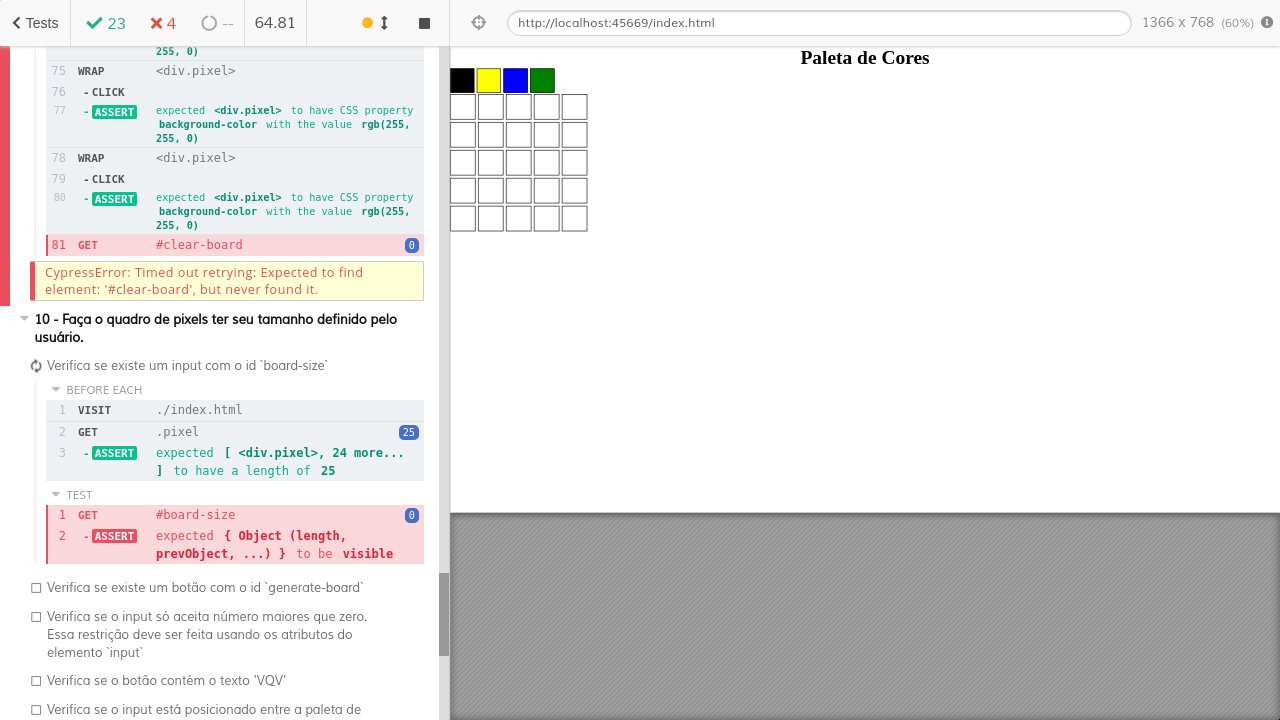 Tests 23 4 -- 64.81 http://localhost:45669/index.html 1366 x 768 (60%)
255, 0)
75 WRAP <div.pixel>
76 - CLICK
77 - ASSERT expected <div.pixel> to have CSS property
background-color with the value rgb(255,
255, 0)
78 WRAP <div.pixel>
79 - CLICK
80 - ASSERT expected <div.pixel> to have CSS property
background-color with the value rgb(255,
255, 0)
81 GET #clear-board 0
CypressError: Timed out retrying: Expected to find
element: '#clear-board', but never found it.
10 - Faça o quadro de pixels ter seu tamanho definido pelo
usuário.
Verifica se existe um input com o id `board-size`
BEFORE EACH
1 VISIT ./index.html
2 GET .pixel 25
3 - ASSERT expected [ <div.pixel>, 24 more...
] to have a length of 25
TEST
1 GET #board-size 0
2 - ASSERT expected { Object (length,
prevObject, ...) } to be visible
Verifica se existe um botão com o id `generate-board`
Verifica se o input só aceita número maiores que zero.
Essa restrição deve ser feita usando os atributos do
elemento `input`
Verifica se o botão contém o texto 'VQV'
Verifica se o input está posicionado entre a paleta de
Paleta de Cores